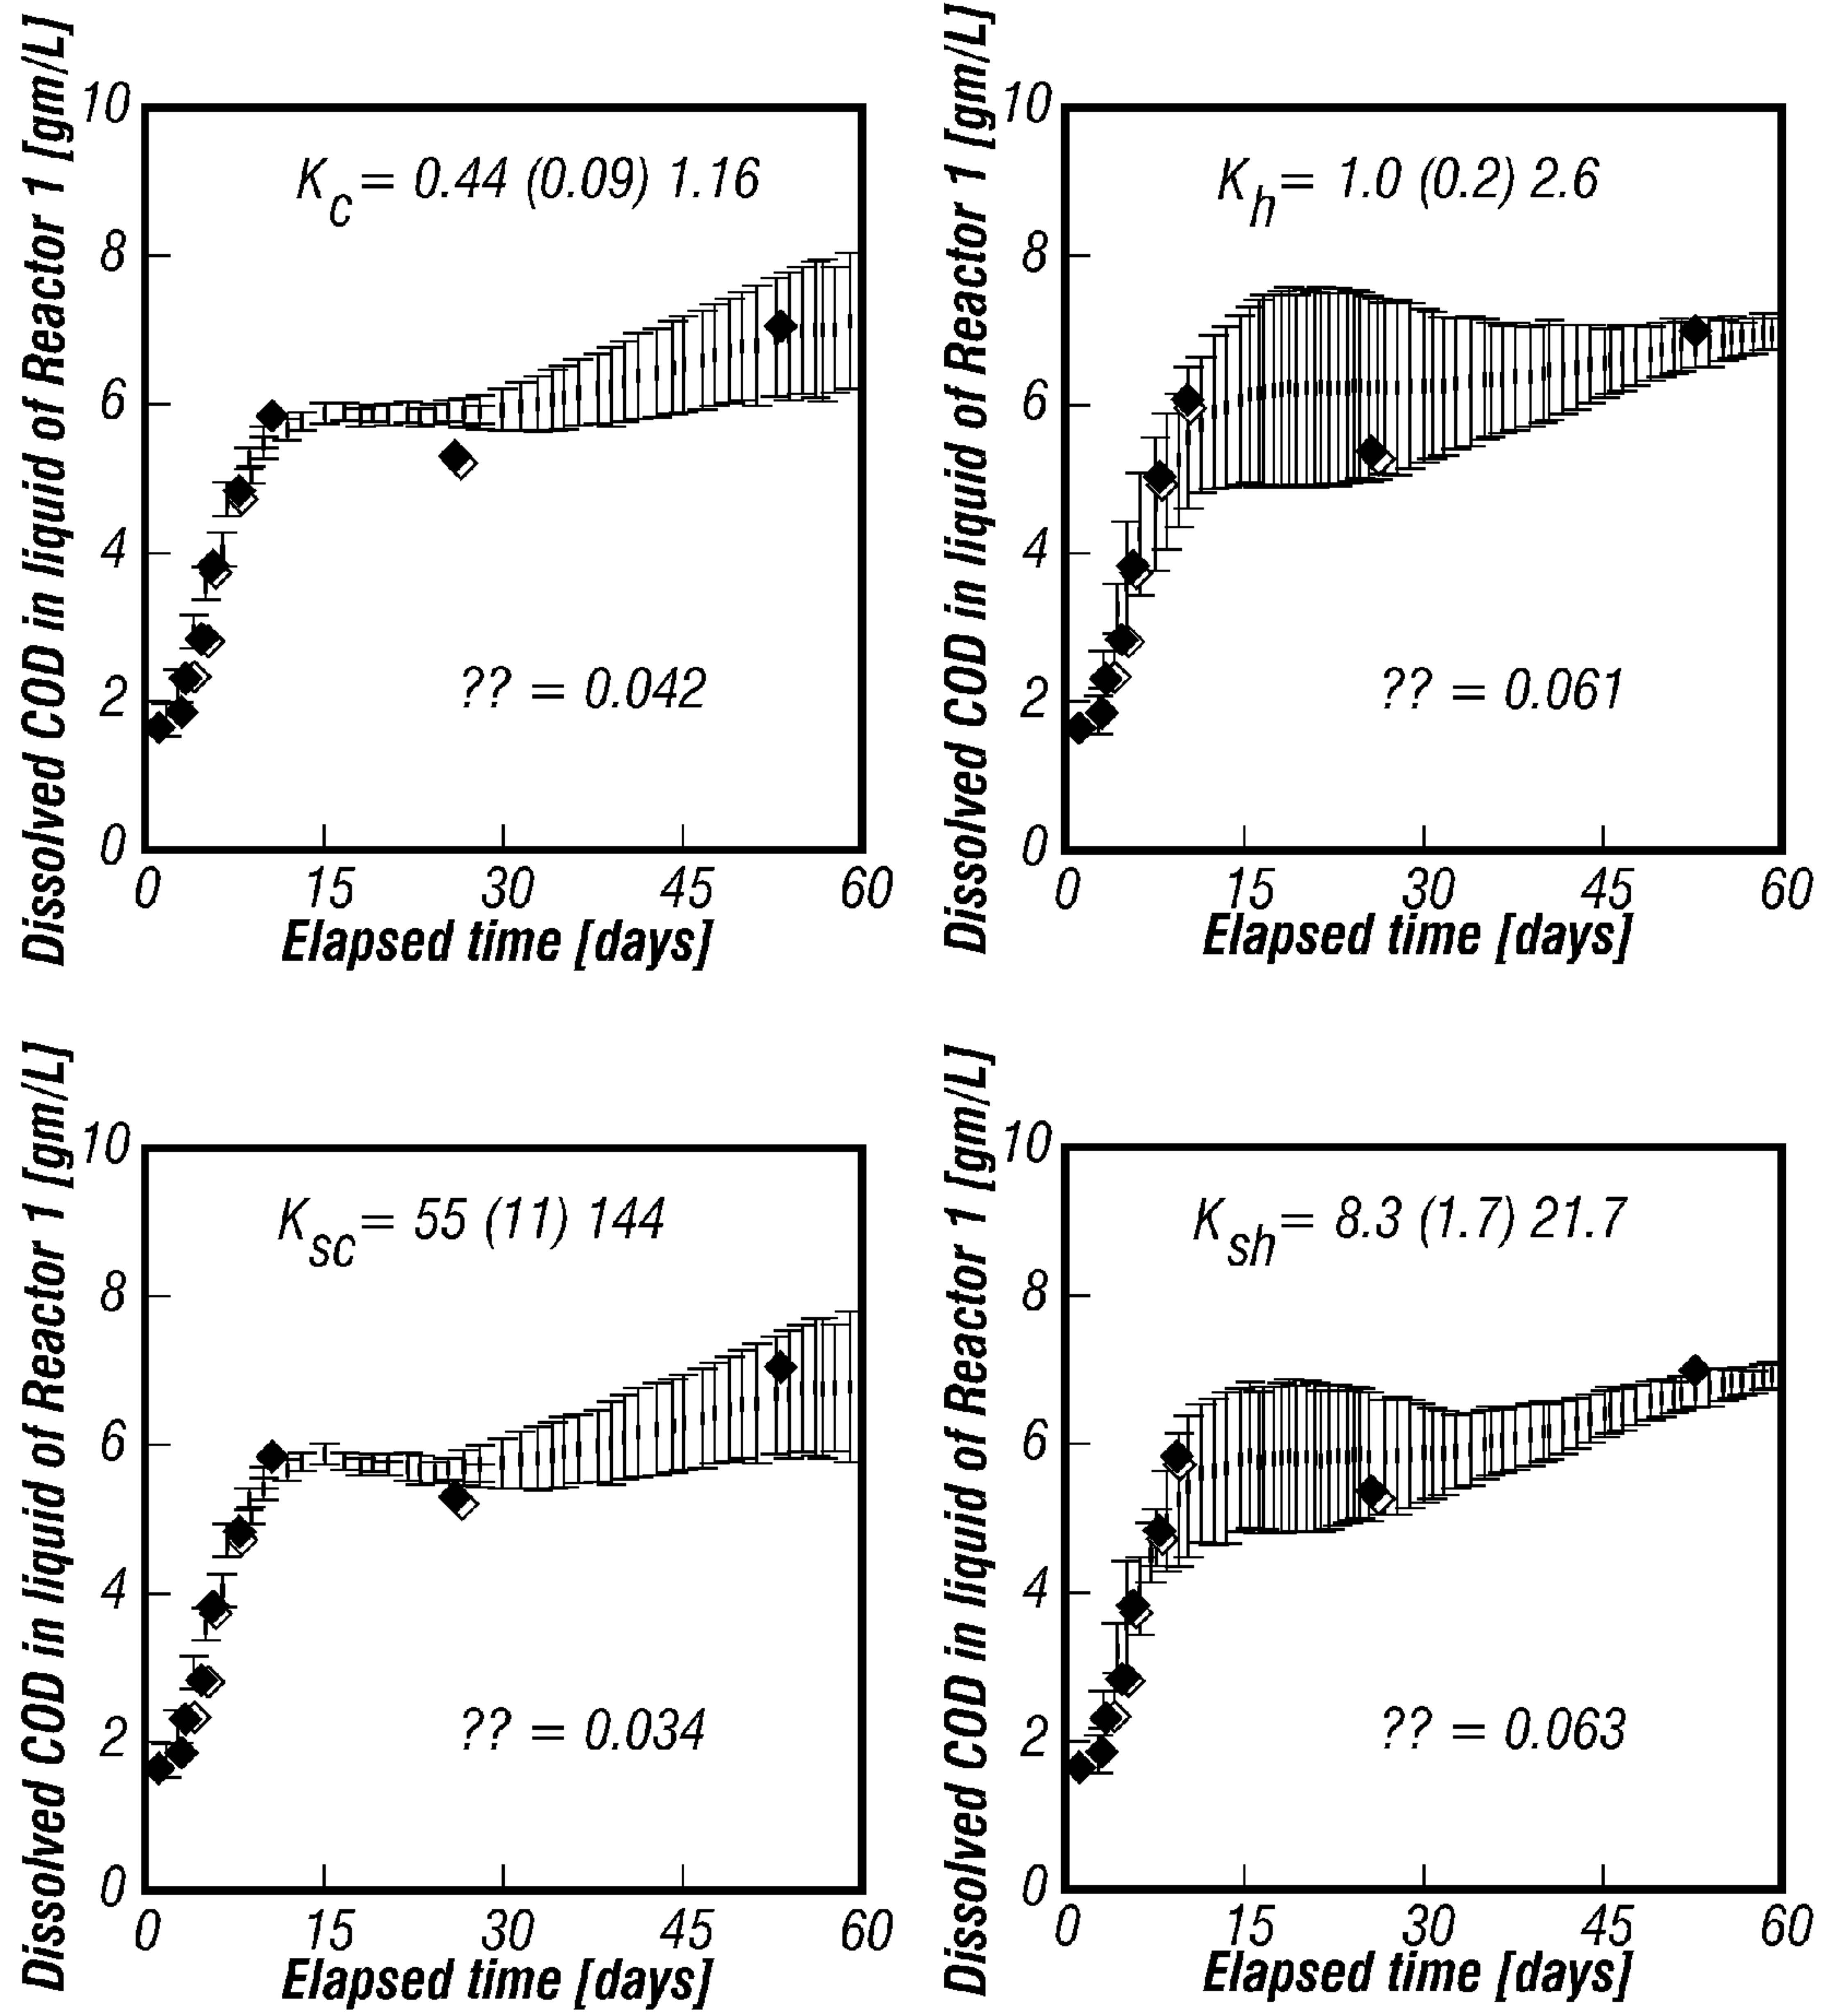 Dissolved COD in liquid of Reactor 1 [gm/L]
10
8
6
4
2
0
K_c = 0.44 (0.09) 1.16
?? = 0.042
0 15 30 45 60
Elapsed time [days]
Dissolved COD in liquid of Reactor 1 [gm/L]
10
8
6
4
2
0
K_h = 1.0 (0.2) 2.6
?? = 0.061
0 15 30 45 60
Elapsed time [days]
Dissolved COD in liquid of Reactor 1 [gm/L]
10
8
6
4
2
0
K_sc = 55 (11) 144
?? = 0.034
0 15 30 45 60
Elapsed time [days]
Dissolved COD in liquid of Reactor 1 [gm/L]
10
8
6
4
2
0
K_sh = 8.3 (1.7) 21.7
?? = 0.063
0 15 30 45 60
Elapsed time [days]